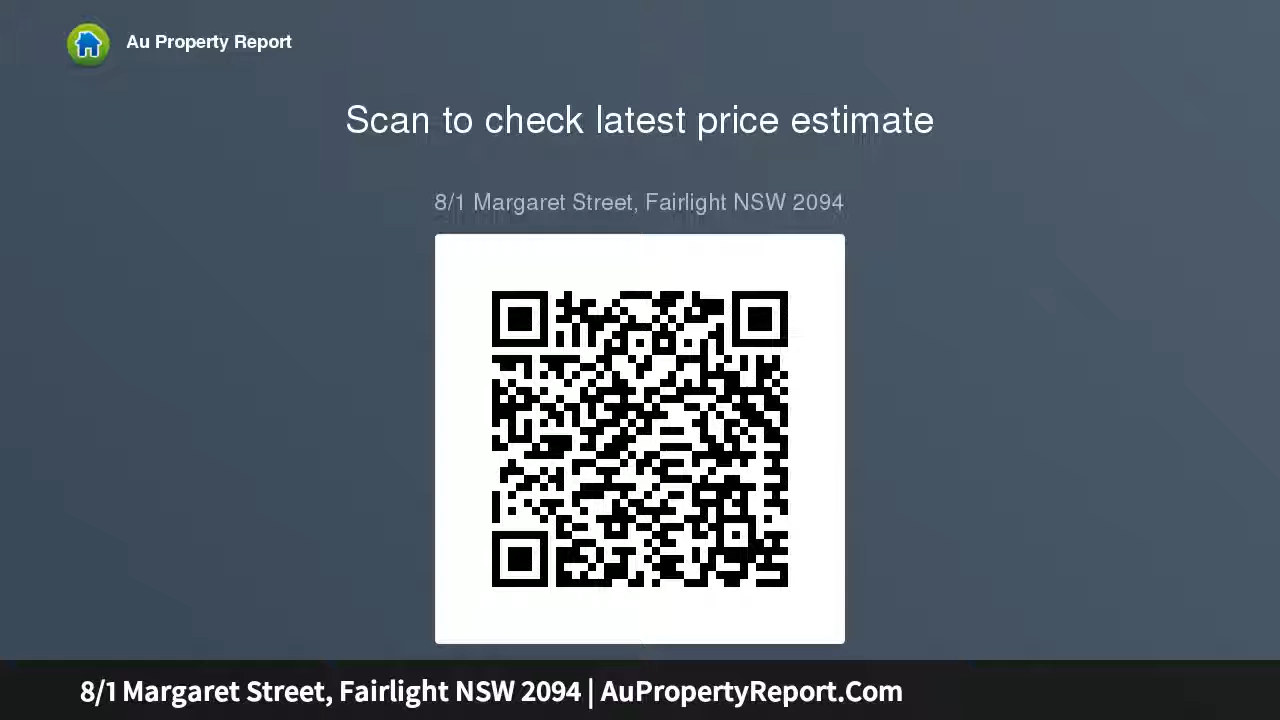 Au Property Report
Scan to check latest price estimate
8/1 Margaret Street, Fairlight NSW 2094
8/1 Margaret Street, Fairlight NSW 2094 | AuPropertyReport.Com